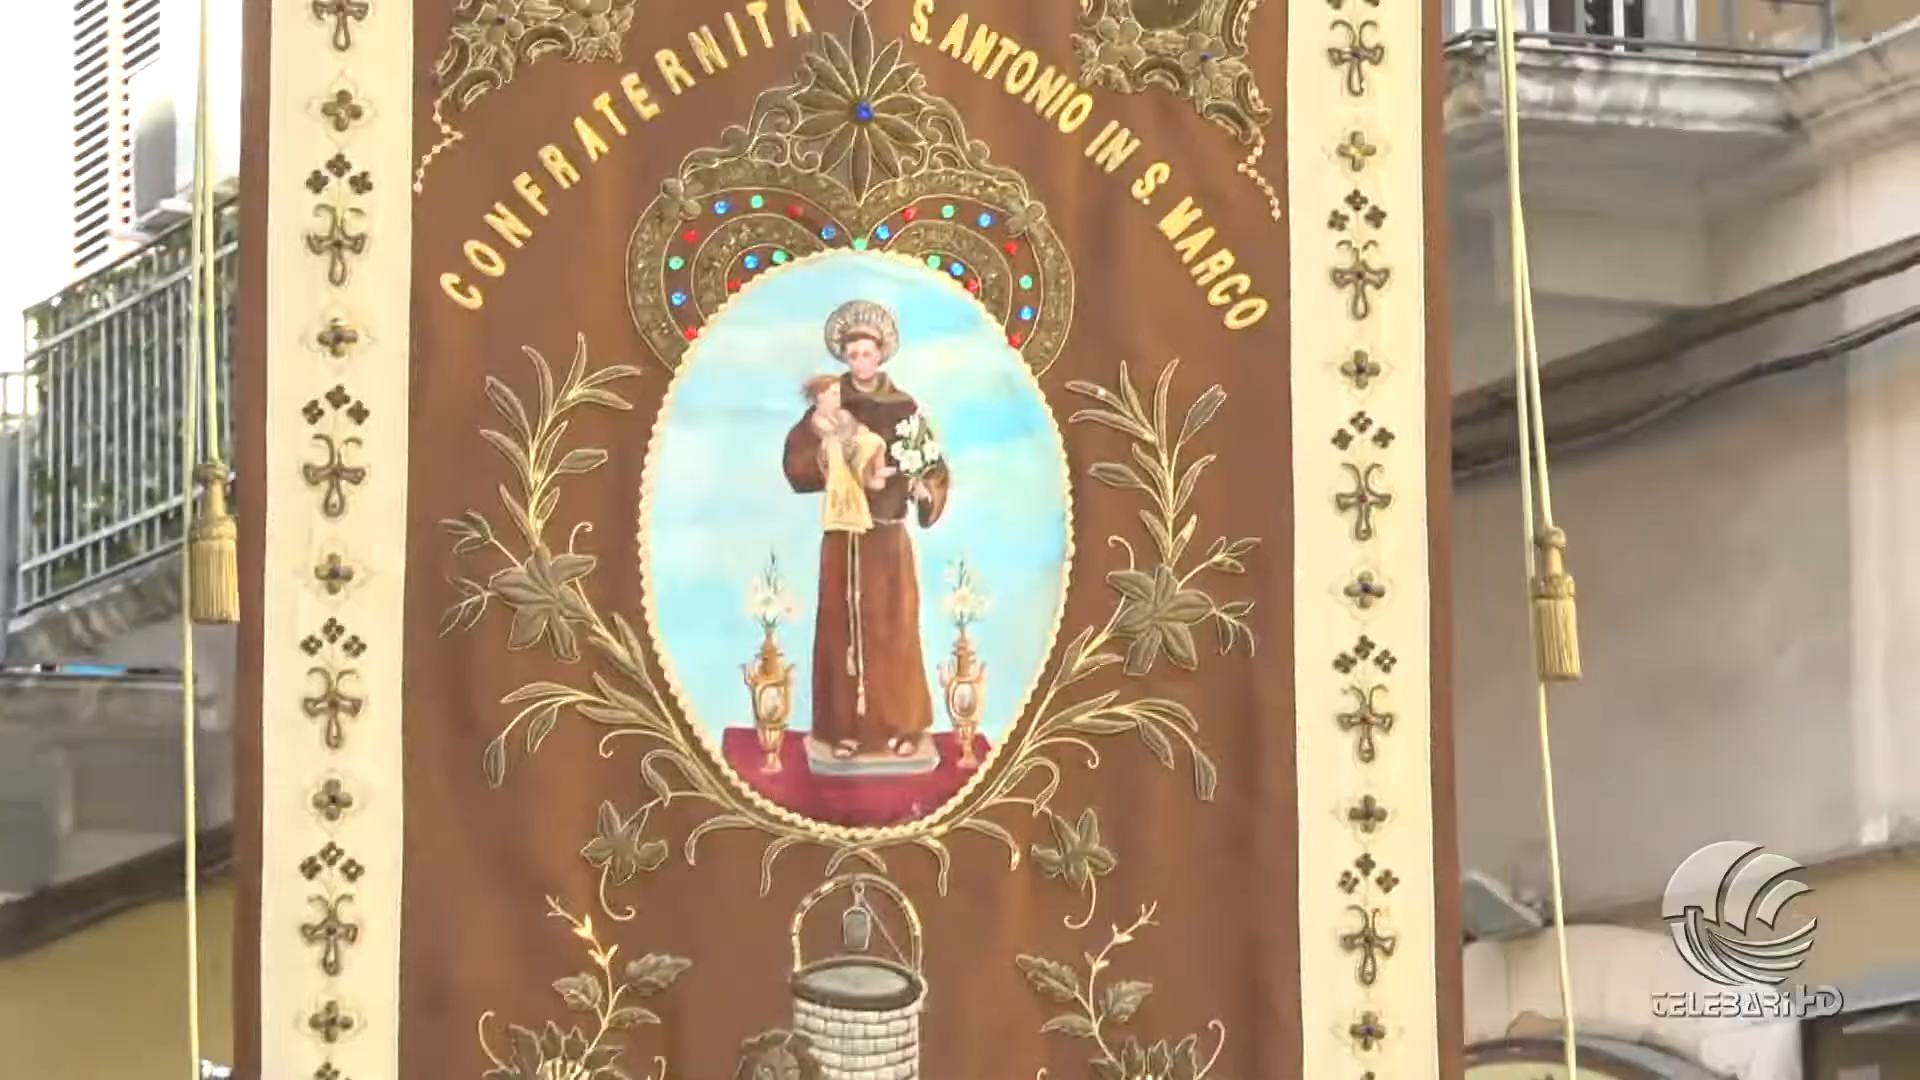 CONFRATERNITA S. ANTONIO IN S. MARCO
TELEBARI HD